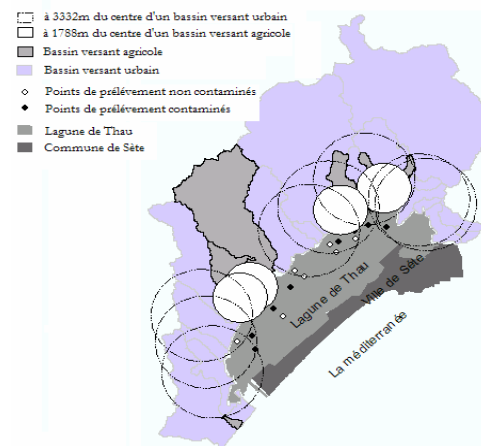 à 3332m du centre d'un bassin versant urbain
à 1788m du centre d'un bassin versant agricole
Bassin versant agricole
Bassin versant urbain
Points de prélévement non contaminés
Points de prélévement contaminés
Lagune de Thau
Commune de Sète
Lagune de Thau
Ville de Sète
La méditerranée